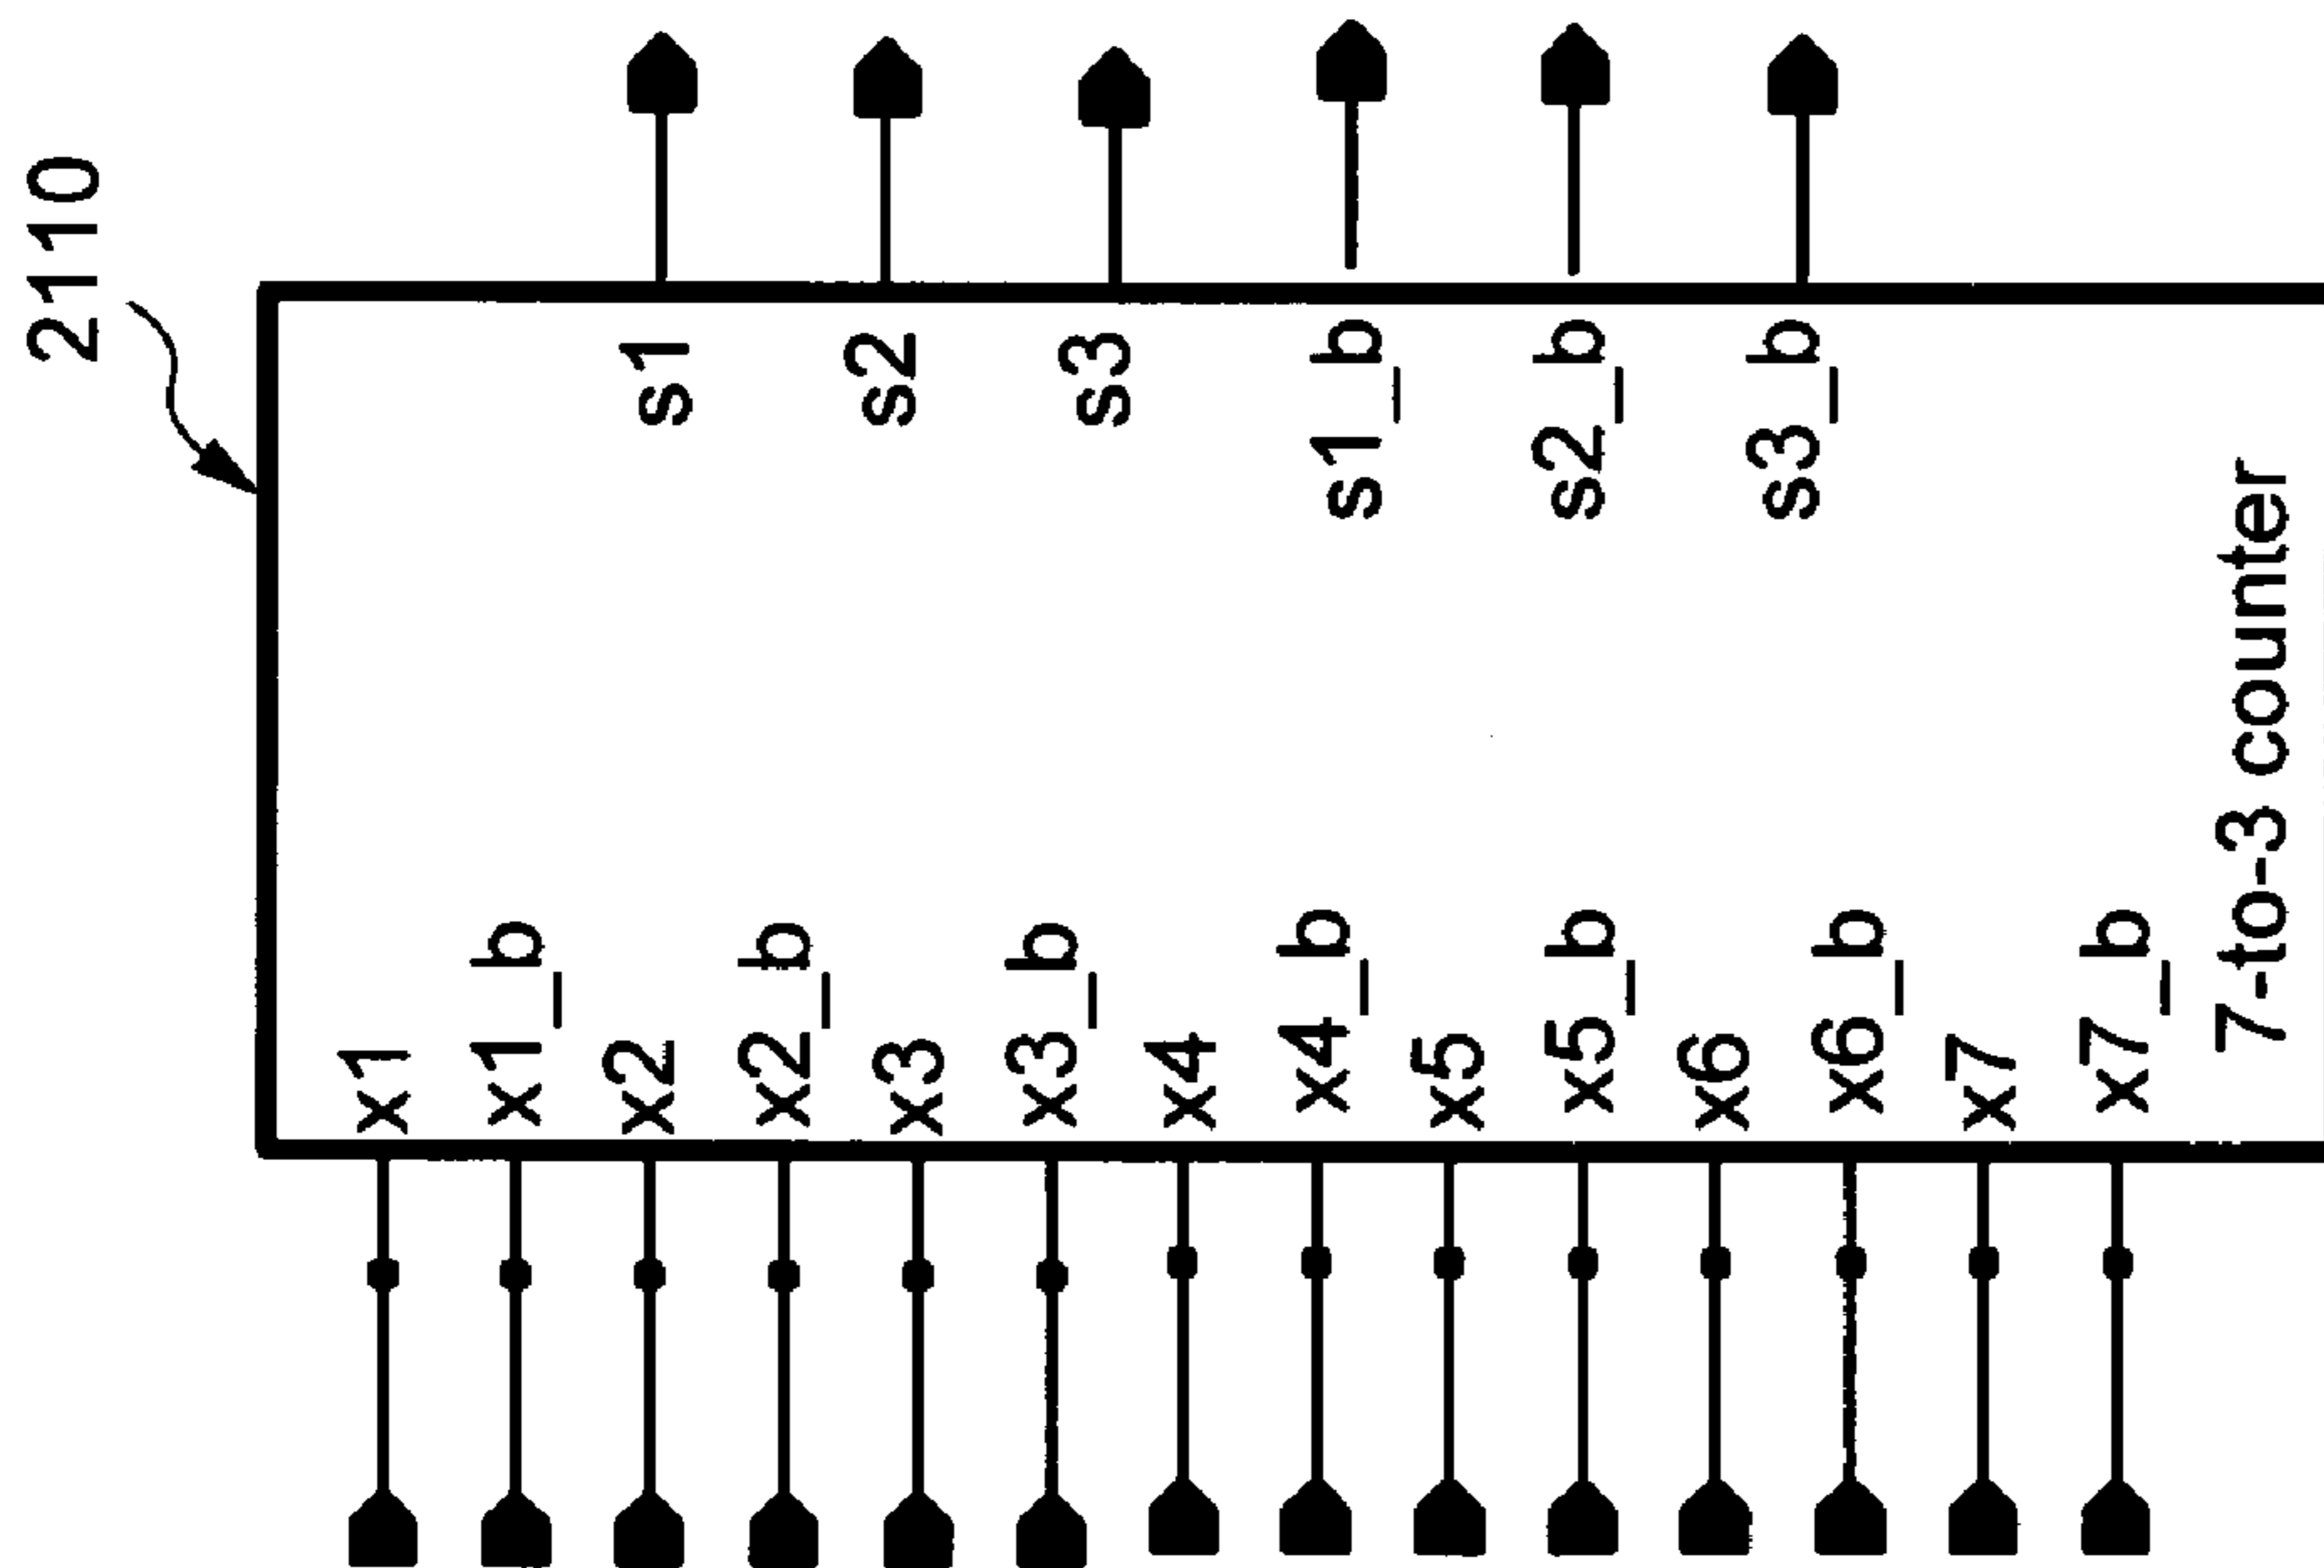 2110
x1
x1_b
x2
x2_b
x3
x3_b
x4
x4_b
x5
x5_b
x6
x6_b
x7
x7_b
s1
s2
s3
s1_b
s2_b
s3_b
7-to-3 counter